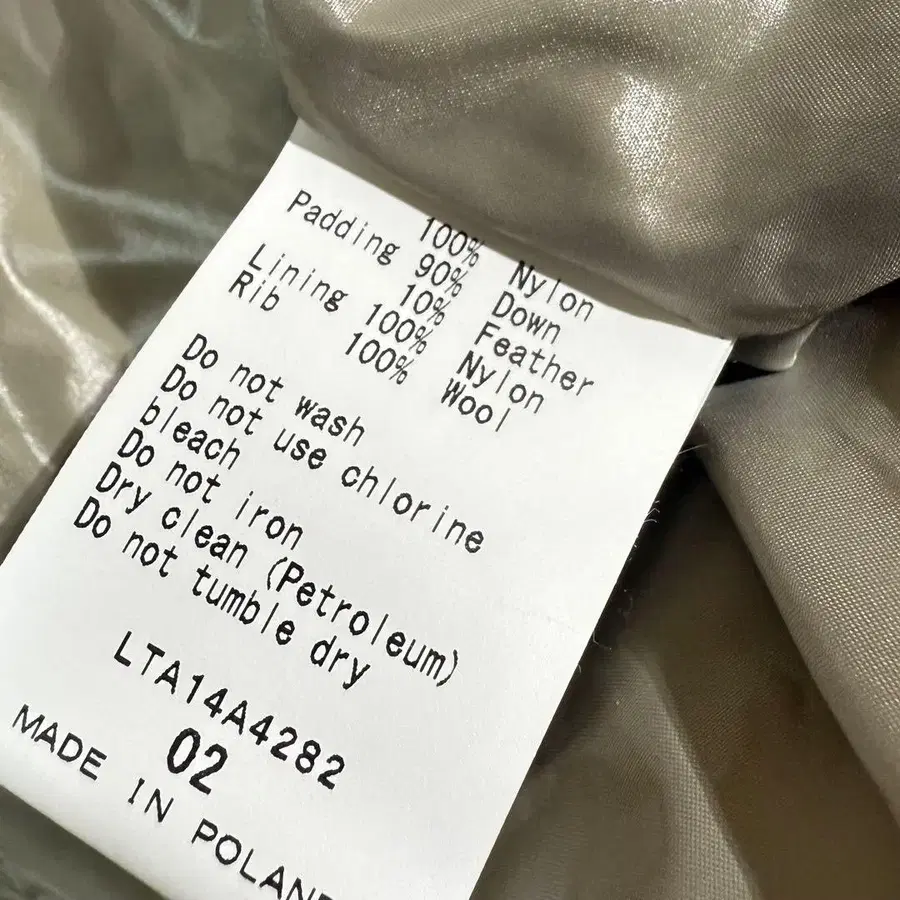 100% Nylon
Padding 90% Down
10% Feather
Lining 100% Nylon
Rib 100% Wool
Do not wash
Do not use chlorine
bleach
Do not iron
Dry clean (Petroleum)
Do not tumble dry
LTA14A4282
02
MADE IN POLAND